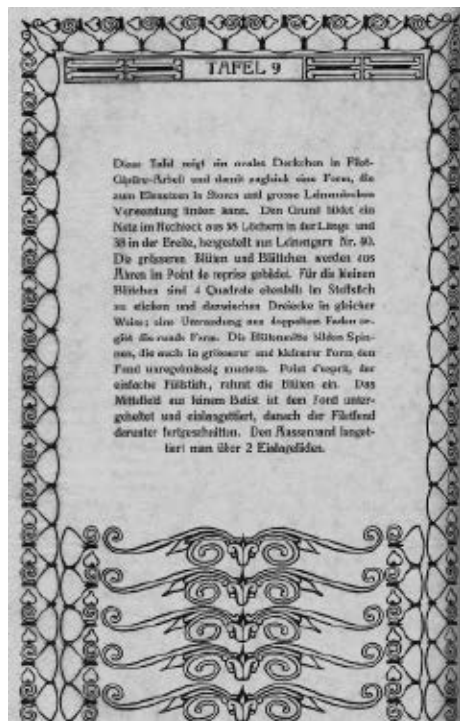 TAFEL 9
Diese Tafel zeigt ein ovales Deckchen in Filet-
Gipüre-Arbeit und damit zugleich eine Form, die
zum Einsetzen in Stores und grosse Leinendecken
Verwendung finden kann. Den Grund bildet ein
Netz im Rechteck aus 58 Löchern in der Länge und
38 in der Breite, hergestellt aus Leinengarn Nr. 40.
Die grösseren Blüten und Blättchen werden aus
Ähren in Point de reprise gebildet. Für die kleinen
Blättchen sind 4 Quadrate ebenfalls in Stofstich
zu sticken und dazwischen Dreiecke in gleicher
Weise; eine Umrandung aus doppeltem Faden er-
gibt die runde Form. Die Blütenmitte bilden Spin-
nen, die auch in grösserer und kleinerer Form den
Fond unregelmässig mustern. Point d'esprit, der
einfache Füllstich, rahmt die Blüten ein. Das
Mittelfeld aus feinem Batist ist dem Fond unter-
geheftet und einlangettiert, danach der Filetfond
darunter fortgeschnitten. Den Aussenrand langet-
tiert man über 2 Einlagefäden.